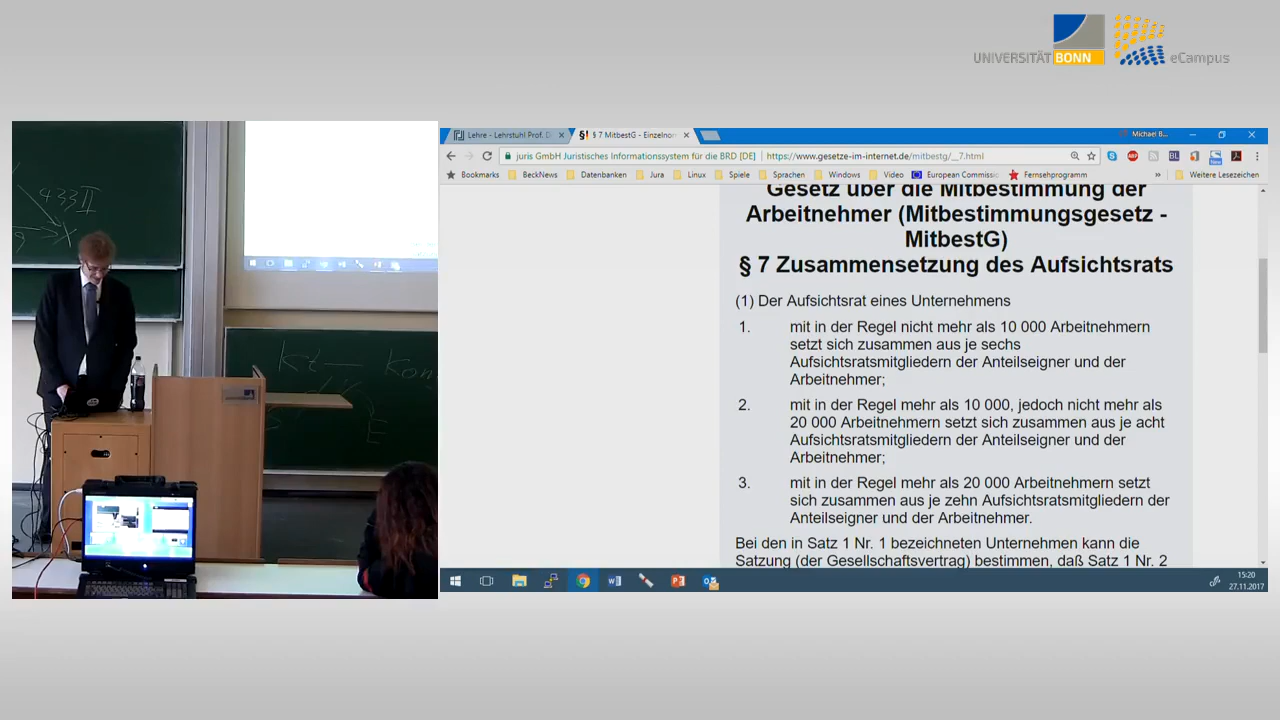 UNIVERSITÄT BONN
eCampus
Lehre - Lehrstuhl Prof. D
§ 7 MitbestG - Einzelnor
Michael B...
juris GmbH Juristisches Informationssystem für die BRD [DE]
https://www.gesetze-im-internet.de/mitbestg/__7.html
Bookmarks
BeckNews
Datenbanken
Jura
Linux
Spiele
Sprachen
Windows
Video
European Commissi
Fernsehprogramm
»
Weitere Lesezeichen
Gesetz über die Mitbestimmung der
Arbeitnehmer (Mitbestimmungsgesetz -
MitbestG)
§ 7 Zusammensetzung des Aufsichtsrats
(1) Der Aufsichtsrat eines Unternehmens
1. mit in der Regel nicht mehr als 10 000 Arbeitnehmern
setzt sich zusammen aus je sechs
Aufsichtsratsmitgliedern der Anteilseigner und der
Arbeitnehmer;
2. mit in der Regel mehr als 10 000, jedoch nicht mehr als
20 000 Arbeitnehmern setzt sich zusammen aus je acht
Aufsichtsratsmitgliedern der Anteilseigner und der
Arbeitnehmer;
3. mit in der Regel mehr als 20 000 Arbeitnehmern setzt
sich zusammen aus je zehn Aufsichtsratsmitgliedern der
Anteilseigner und der Arbeitnehmer.
Bei den in Satz 1 Nr. 1 bezeichneten Unternehmen kann die
Satzung (der Gesellschaftsvertrag) bestimmen, daß Satz 1 Nr. 2
15:20
27.11.2017
433 II
K
E